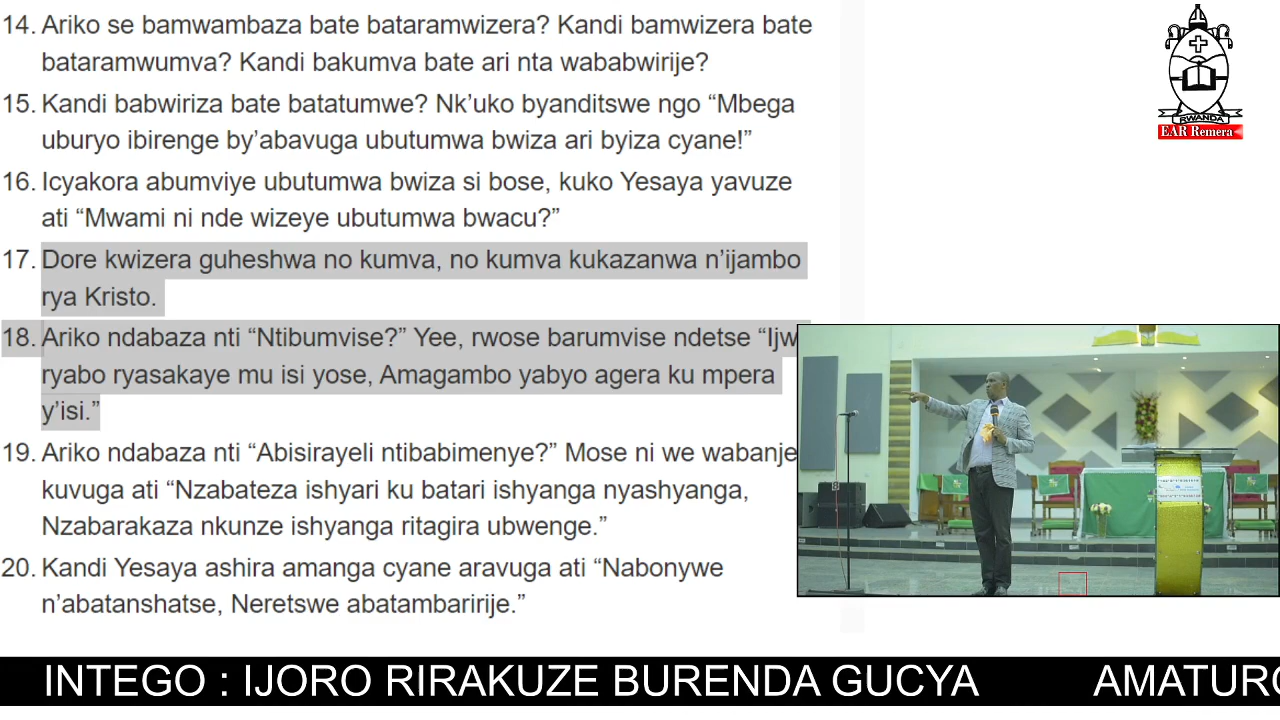 14. Ariko se bamwambaza bate bataramwizera? Kandi bamwizera bate
bataramwumva? Kandi bakumva bate ari nta wababwirije?
15. Kandi babwiriza bate batatumwe? Nk’uko byanditswe ngo “Mbega
uburyo ibirenge by’abavuga ubutumwa bwiza ari byiza cyane!”
16. Icyakora abumviye ubutumwa bwiza si bose, kuko Yesaya yavuze
ati “Mwami ni nde wizeye ubutumwa bwacu?”
17. Dore kwizera guheshwa no kumva, no kumva kukazanwa n’ijambo
rya Kristo.
18. Ariko ndabaza nti “Ntibumvise?” Yee, rwose barumvise ndetse “Ijw
ryabo ryasakaye mu isi yose, Amagambo yabyo agera ku mpera
y’isi.”
19. Ariko ndabaza nti “Abisirayeli ntibabimenye?” Mose ni we wabanje
kuvuga ati “Nzabateza ishyari ku batari ishyanga nyashyanga,
Nzabarakaza nkunze ishyanga ritagira ubwenge.”
20. Kandi Yesaya ashira amanga cyane aravuga ati “Nabonywe
n’abatanshatse, Neretswe abatambaririje.”
RWANDA
EAR Remera
INTEGO : IJORO RIRAKUZE BURENDA GUCYA AMATURO